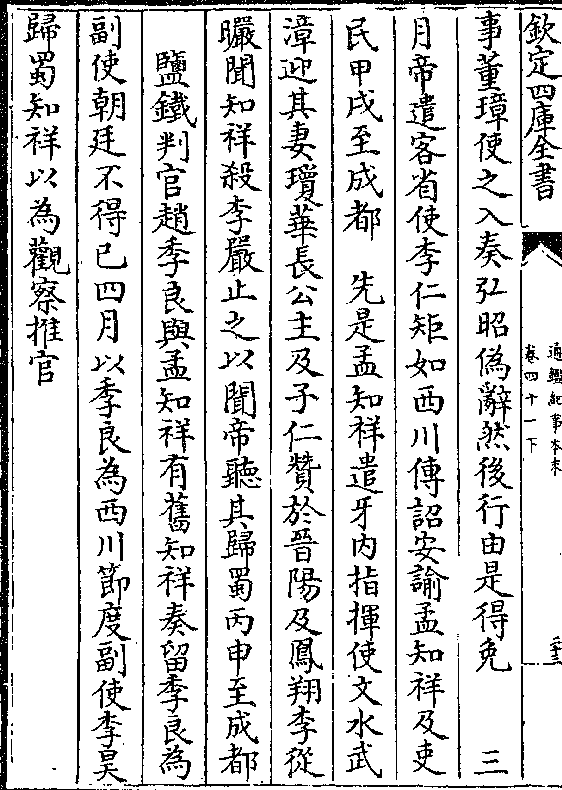 欽定四庫全書
通鑑紀事本末
卷四十一下
事董璋使之入奏弘昭偽辭然後行由是得免　三
月帝遣客省使李仁矩如西川傳詔安諭孟知祥及吏
民甲戌至成都　先是孟知祥遣牙内指揮使文水武
漳迎其妻瓊華長公主及子仁贊於晉陽及鳳翔李從
曮聞知祥殺李嚴止之以聞帝聽其歸蜀丙申至成都
鹽鐵判官趙季良與孟知祥有舊知祥奏留季良為
副使朝廷不得已四月以季良為西川節度副使李昊
歸蜀知祥以為觀察推官